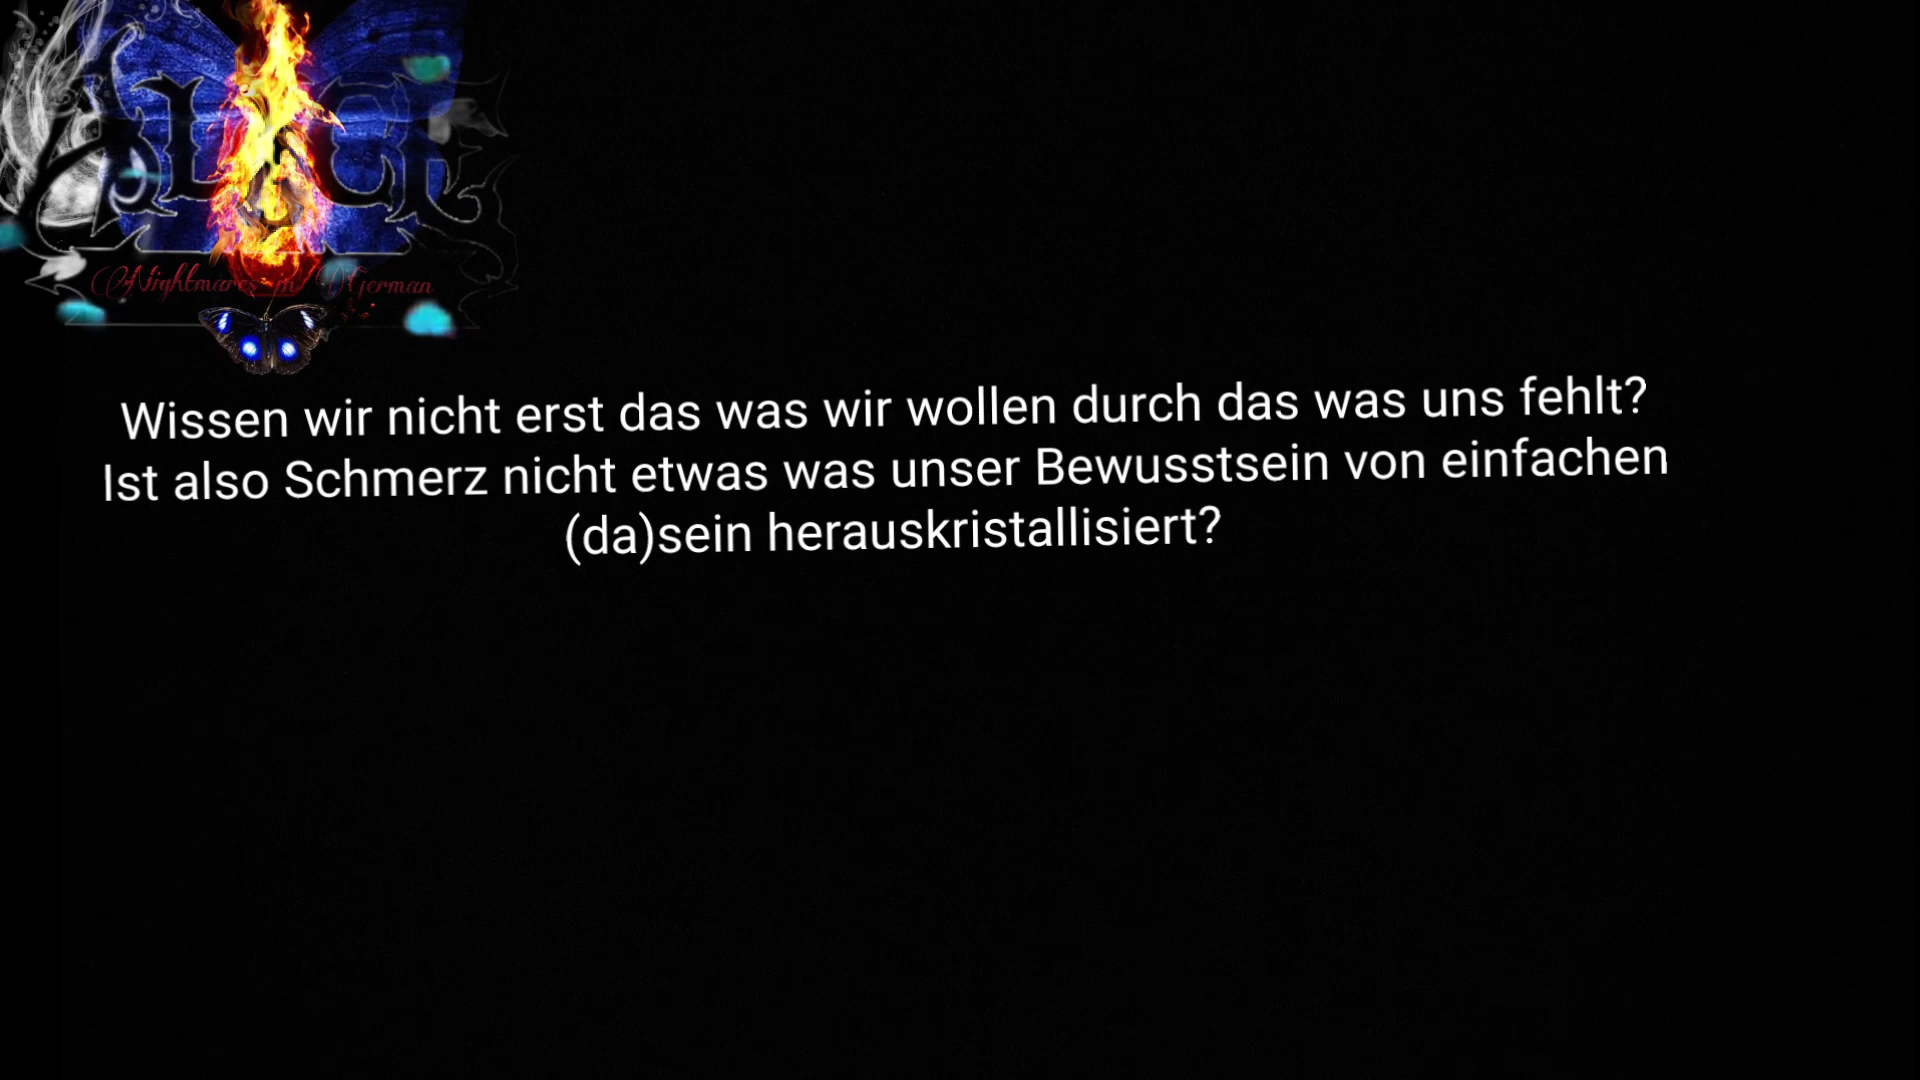 ALICE
Nightmares in German
Wissen wir nicht erst das was wir wollen durch das was uns fehlt?
Ist also Schmerz nicht etwas was unser Bewusstsein von einfachen
(da)sein herauskristallisiert?